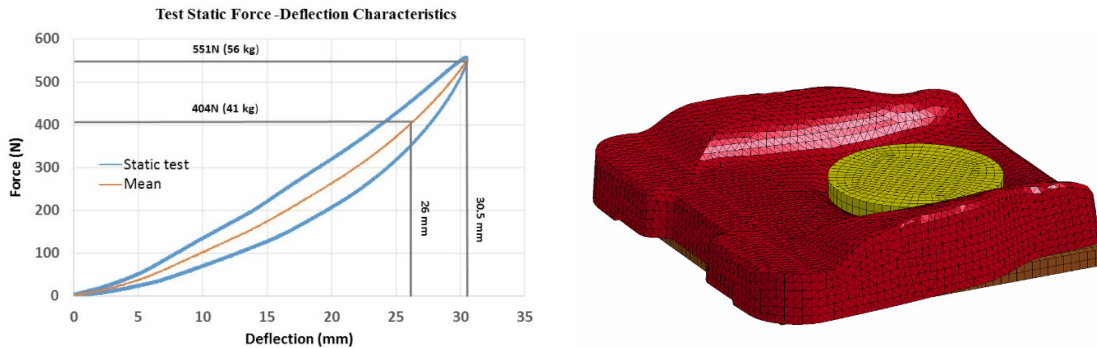 Test Static Force -Deflection Characteristics
600
500
400
300
200
100
0
Force (N)
551N (56 kg)
404N (41 kg)
Static test
Mean
26 mm
30.5 mm
0 5 10 15 20 25 30 35
Deflection (mm)